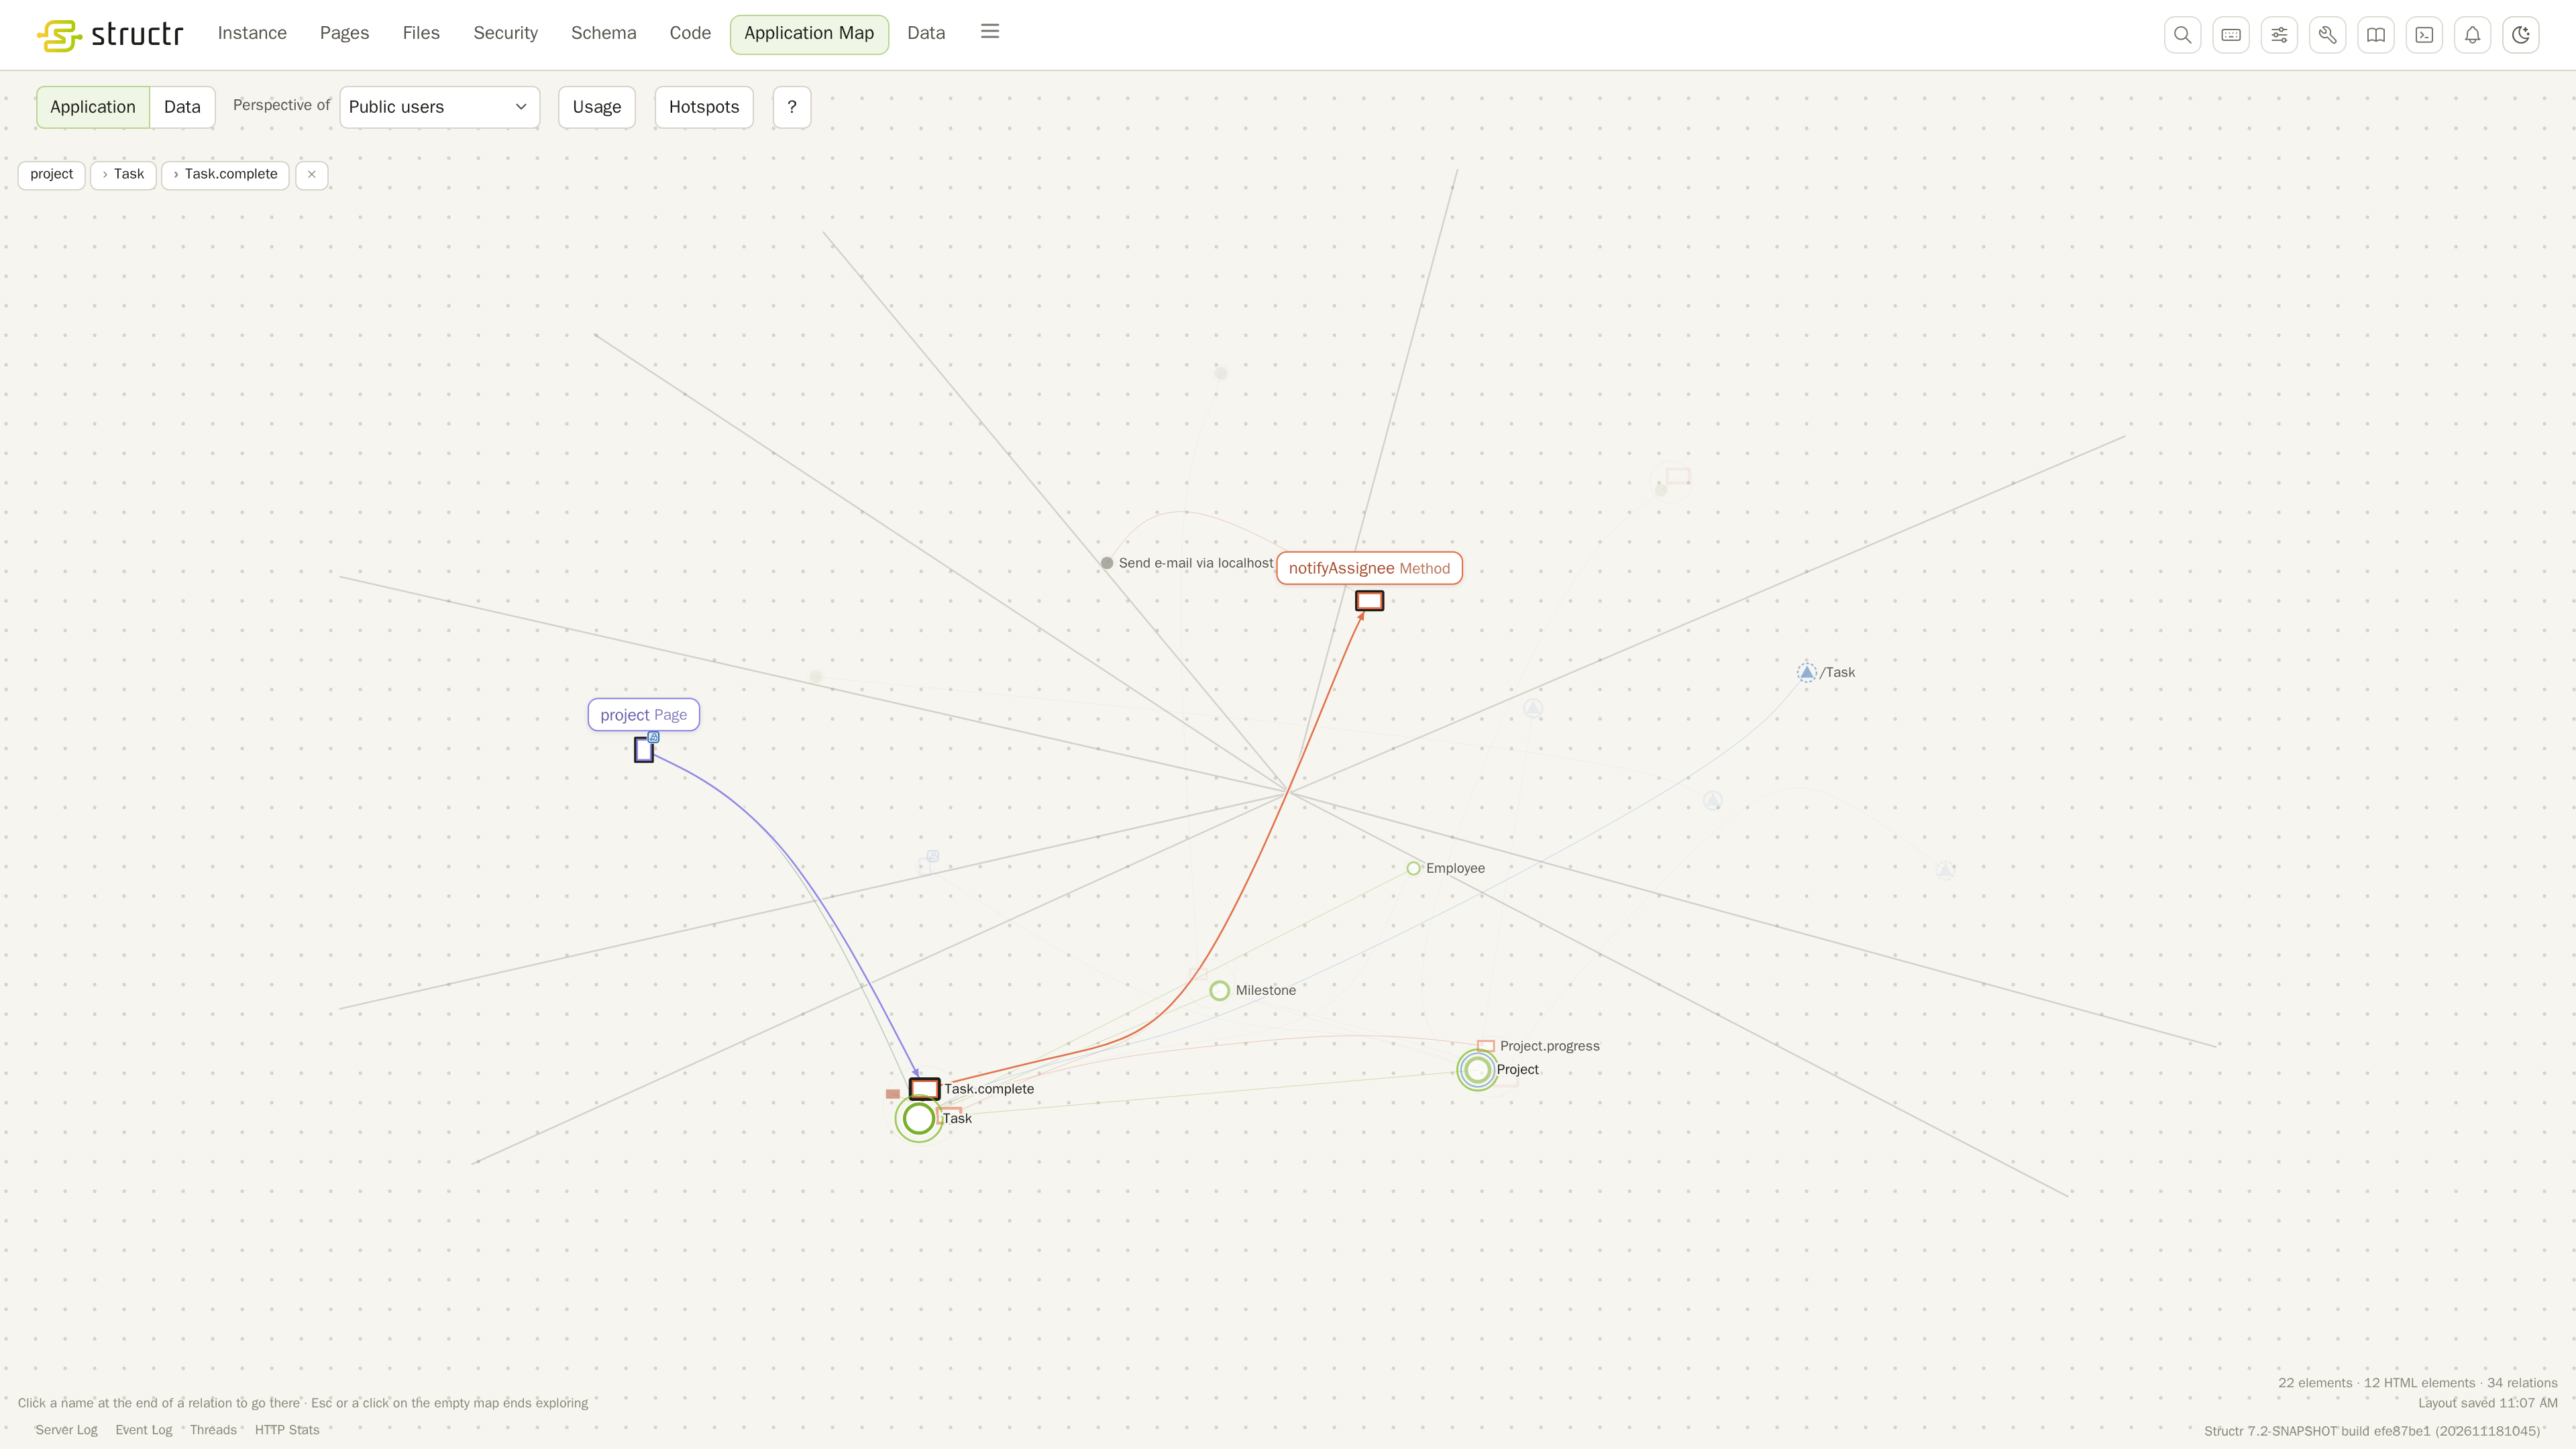 structr Instance Pages Files Security Schema Code Application Map Data
Application Data Perspective of Public users Usage Hotspots ?
project › Task › Task.complete ×
Send e-mail via localhost
notifyAssignee Method
/Task
project Page
Employee
Milestone
Project.progress
Project
Task.complete
Task
22 elements · 12 HTML elements · 34 relations
Click a name at the end of a relation to go there · Esc or a click on the empty map ends exploring
Layout saved 11:07 AM
Server Log Event Log Threads HTTP Stats
Structr 7.2-SNAPSHOT build efe87be1 (202611181045)